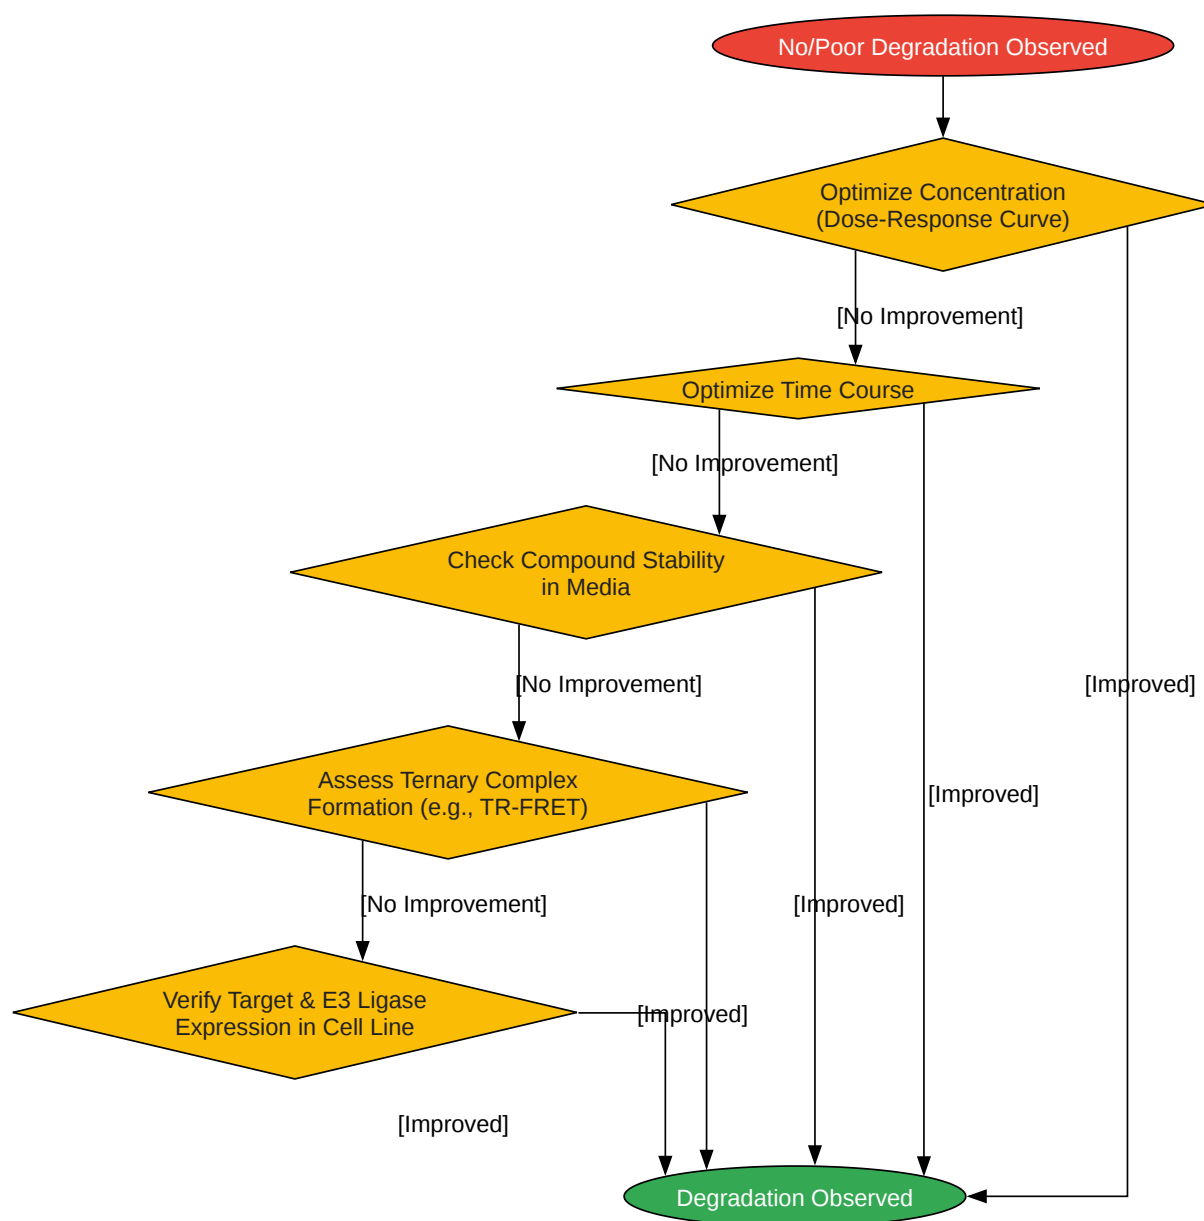 No/Poor Degradation Observed
Optimize Concentration
(Dose-Response Curve)
[No Improvement]
Optimize Time Course
[No Improvement]
Check Compound Stability
in Media
[No Improvement]
[Improved]
Assess Ternary Complex
Formation (e.g., TR-FRET)
[Improved]
[No Improvement]
[Improved]
Verify Target & E3 Ligase
Expression in Cell Line
[Improved]
[Improved]
Degradation Observed